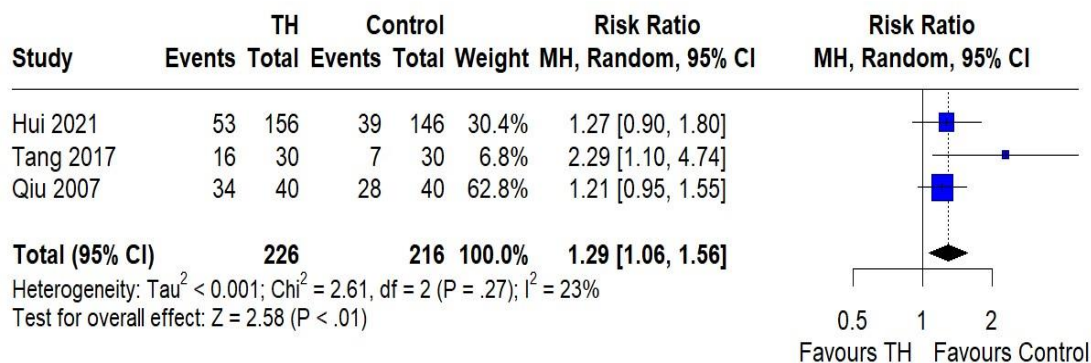 TH Control Risk Ratio Risk Ratio
Study Events Total Events Total Weight MH, Random, 95% CI MH, Random, 95% CI
Hui 2021 53 156 39 146 30.4% 1.27 [0.90, 1.80]
Tang 2017 16 30 7 30 6.8% 2.29 [1.10, 4.74]
Qiu 2007 34 40 28 40 62.8% 1.21 [0.95, 1.55]
Total (95% CI) 226 216 100.0% 1.29 [1.06, 1.56]
Heterogeneity: Tau² < 0.001; Chi² = 2.61, df = 2 (P = .27); I² = 23%
Test for overall effect: Z = 2.58 (P < .01)
0.5 1 2
Favours TH Favours Control